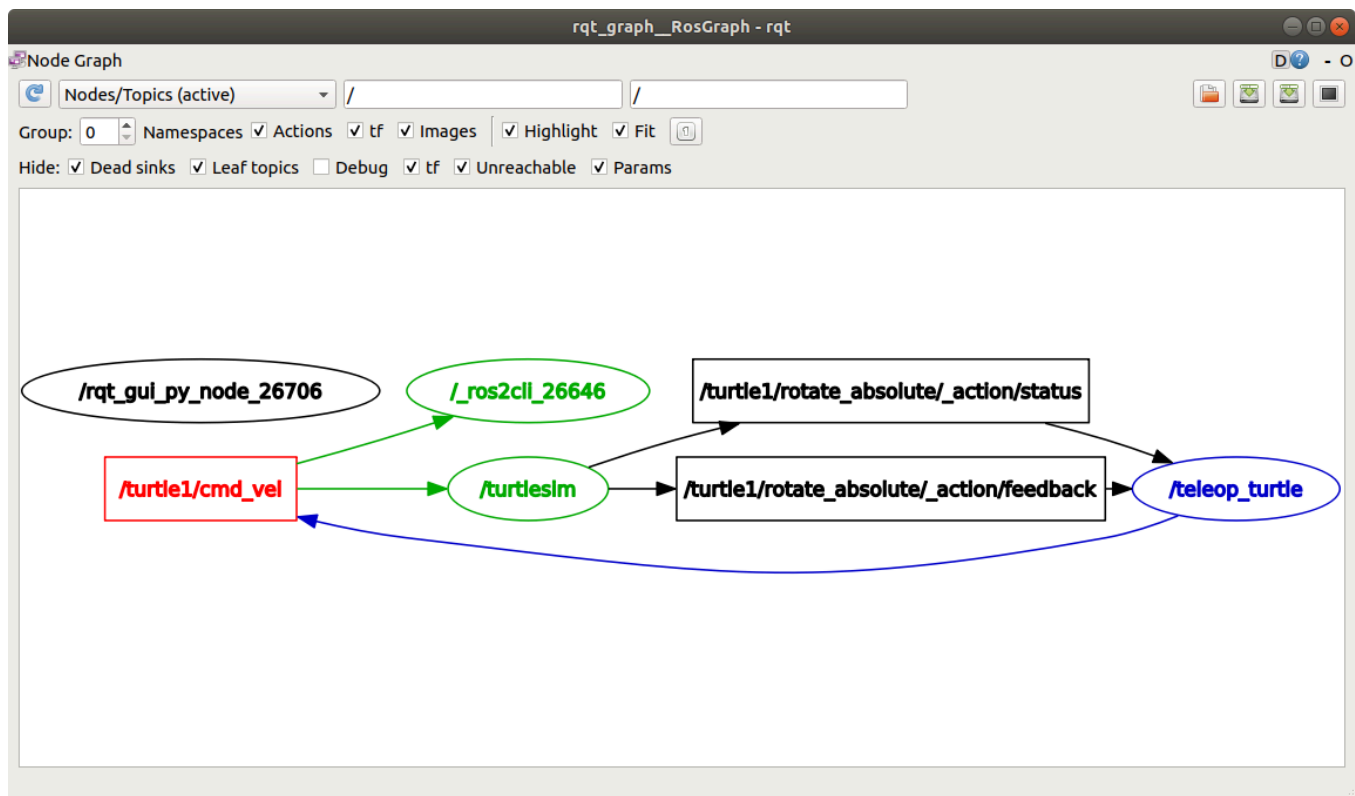 rqt_graph__RosGraph - rqt
Node Graph
D ? - O
Nodes/Topics (active) / /
Group: 0 Namespaces Actions tf Images Highlight Fit
Hide: Dead sinks Leaf topics Debug tf Unreachable Params
/rqt_gui_py_node_26706 /_ros2cli_26646 /turtle1/rotate_absolute/_action/status
/turtle1/cmd_vel /turtlesim /turtle1/rotate_absolute/_action/feedback /teleop_turtle